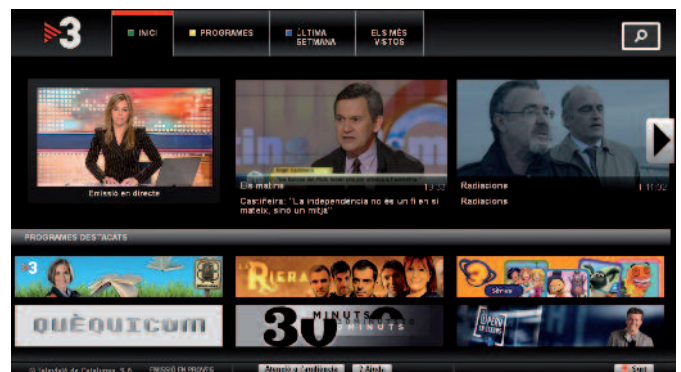 3
INICI
PROGRAMES
ÚLTIMA
SETMANA
ELS MÉS
VISTOS
Emissió en directe
Els matins
Castiñeira: "La independència no és un fi en si
mateix, sinó un mitjà"
Radiacions
Radiacions
PROGRAMES DESTACATS
3
LA
RIERA
Sèries
QUÈQUICOM
30
MINUTS
MINUTS
© Televisió de Catalunya, S.A.
EMISSIÓ EN PROVES
Atenció a l'audiència
? Ajuda
Sortir